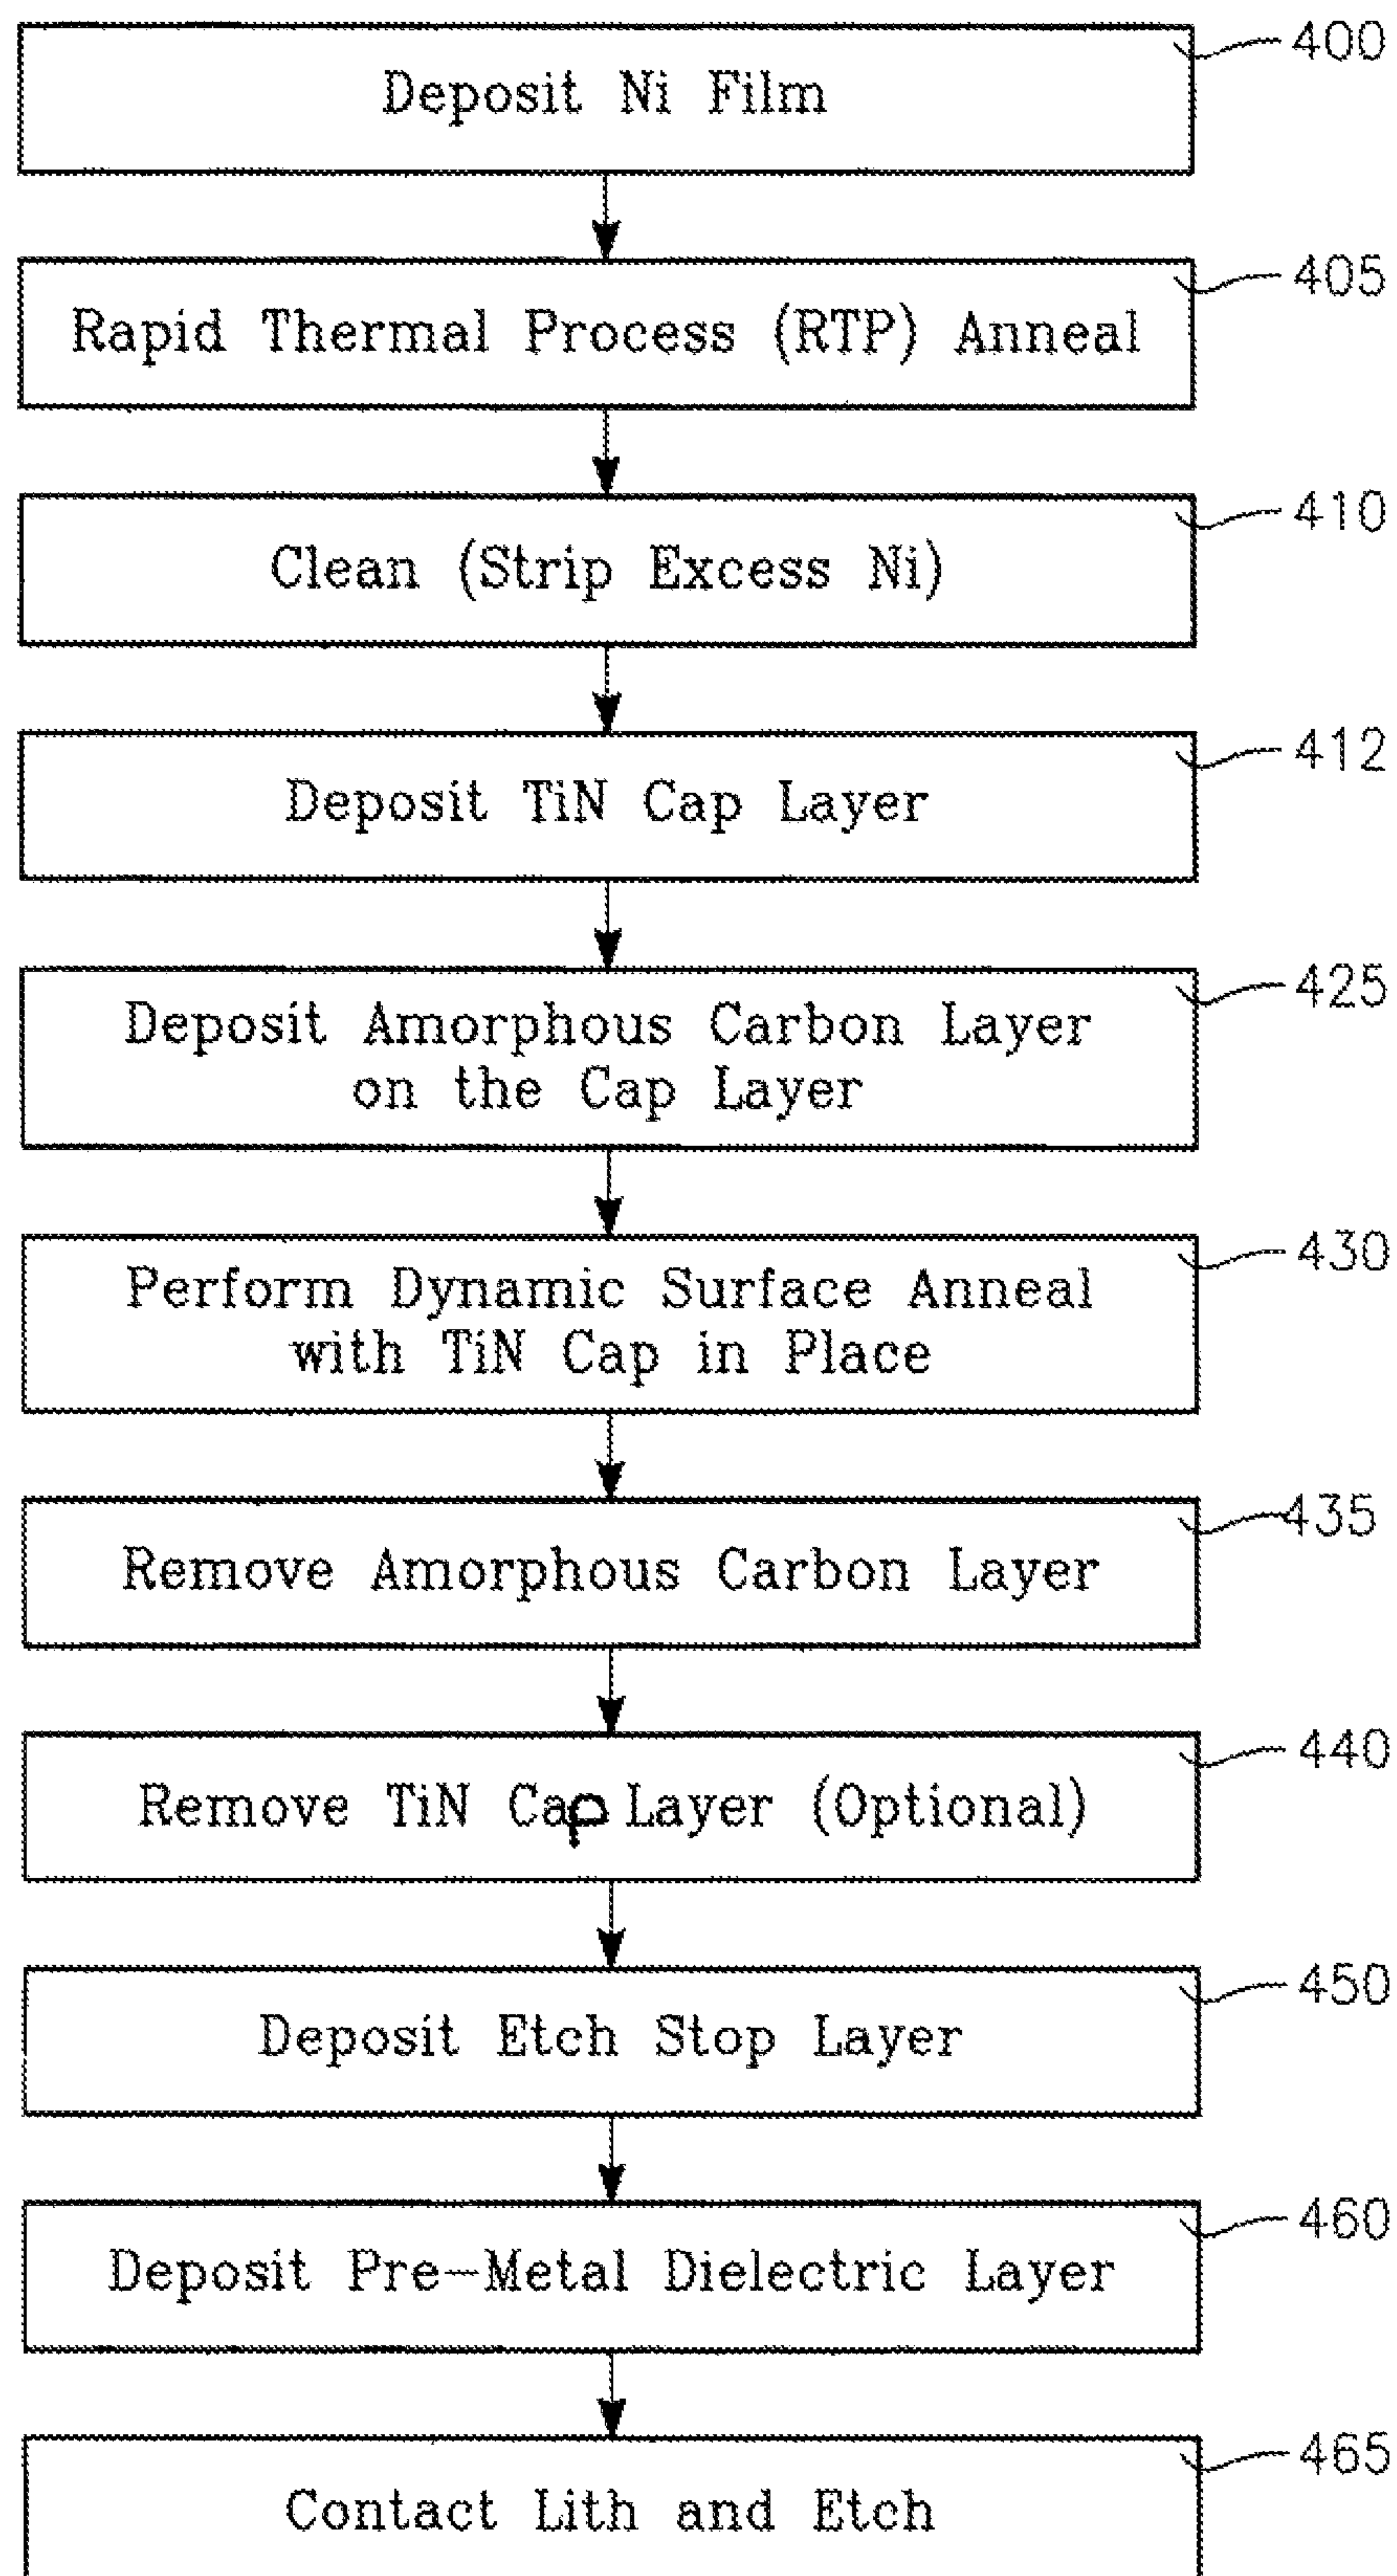 Deposit Ni Film
400
Rapid Thermal Process (RTP) Anneal
405
Clean (Strip Excess Ni)
410
Deposit TiN Cap Layer
412
Deposit Amorphous Carbon Layer
on the Cap Layer
425
Perform Dynamic Surface Anneal
with TiN Cap in Place
430
Remove Amorphous Carbon Layer
435
Remove TiN Cap Layer (Optional)
440
Deposit Etch Stop Layer
450
Deposit Pre-Metal Dielectric Layer
460
Contact Lith and Etch
465